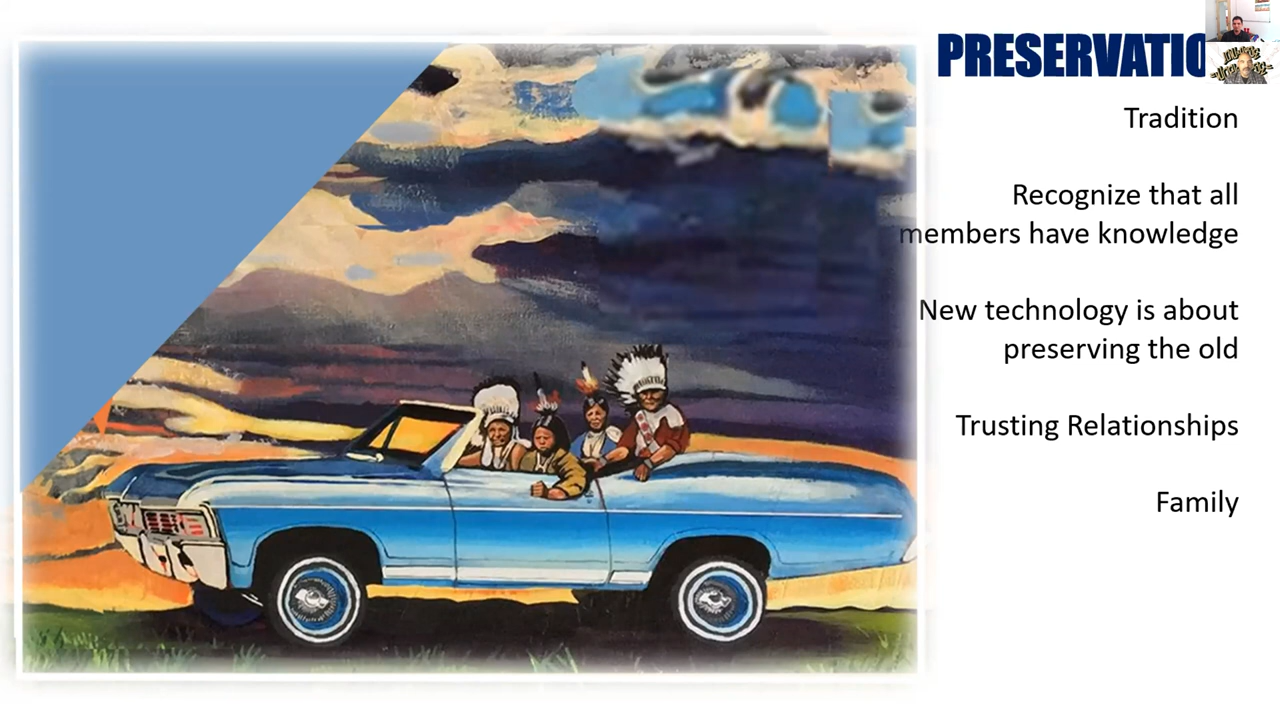 PRESERVATIO
Tradition
Recognize that all
members have knowledge
New technology is about
preserving the old
Trusting Relationships
Family